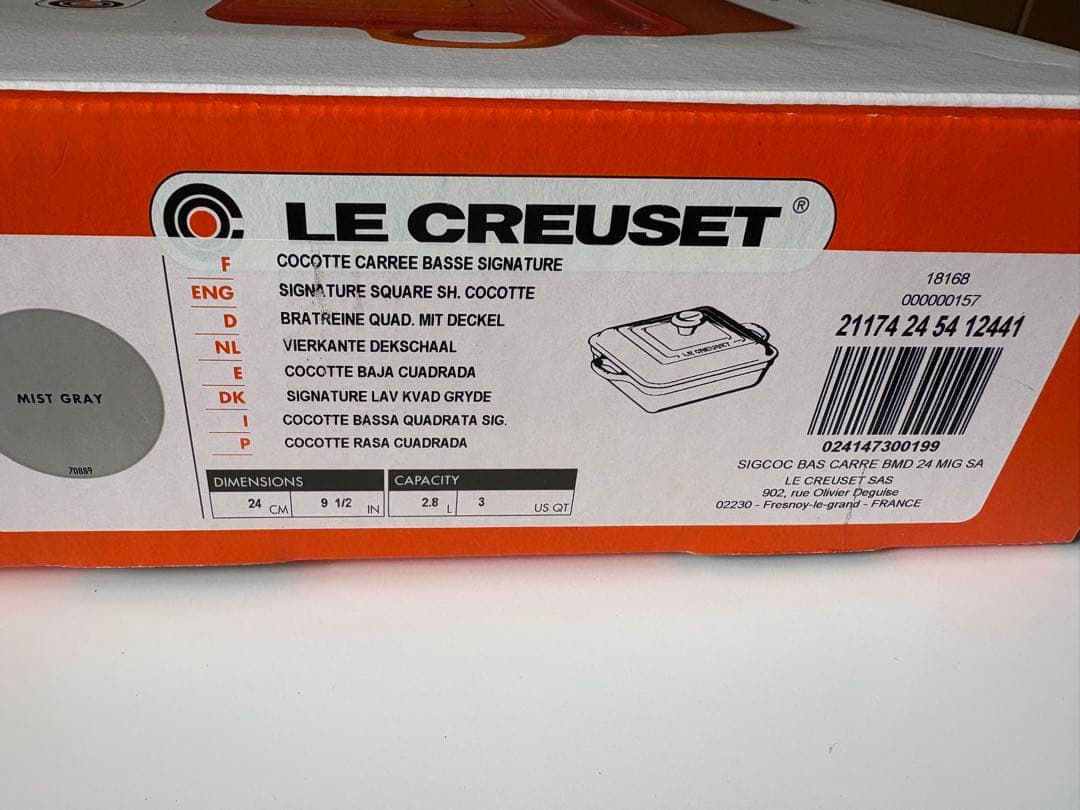 LE CREUSET®
F COCOTTE CARREE BASSE SIGNATURE
ENG SIGNATURE SQUARE SH. COCOTTE
D BRATREINE QUAD. MIT DECKEL
NL VIERKANTE DEKSCHAAL
E COCOTTE BAJA CUADRADA
DK SIGNATURE LAV KVAD GRYDE
I COCOTTE BASSA QUADRATA SIG.
P COCOTTE RASA CUADRADA
DIMENSIONS
24 CM 9 1/2 IN
CAPACITY
2.8 L 3 US QT
MIST GRAY
70889
LE CREUSET
18168
000000157
21174 24 54 12441
024147300199
SIGCOC BAS CARRE BMD 24 MIG SA
LE CREUSET SAS
902, rue Olivier Deguise
02230 - Fresnoy-le-grand - FRANCE